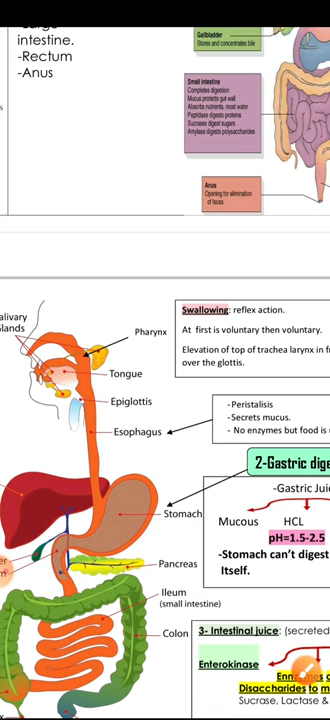 intestine.
-Rectum
-Anus
Gallbladder
Stores and concentrates bile
Small intestine
Completes digestion
Mucus protects gut wall
Absorbs nutrients, most water
Peptidase digests proteins
Sucrases digest sugars
Amylase digests polysaccharides
Anus
Opening for elimination
of feces
Swallowing: reflex action.
At first is voluntary then voluntary.
Elevation of top of trachea larynx in
over the glottis.
Pharynx
Tongue
Epiglottis
Esophagus
- Peristalisis
- Secrets mucus.
- No enzymes but food is
2-Gastric
-Gastric
Mucous HCL
pH=1.5-2.5
-Stomach can't digest
Itself.
Stomach
Pancreas
Ileum
(small intestine)
Colon
3- Intestinal juice: (secreted
Enterokinase
Disaccharides to
Sucrase, Lactase &